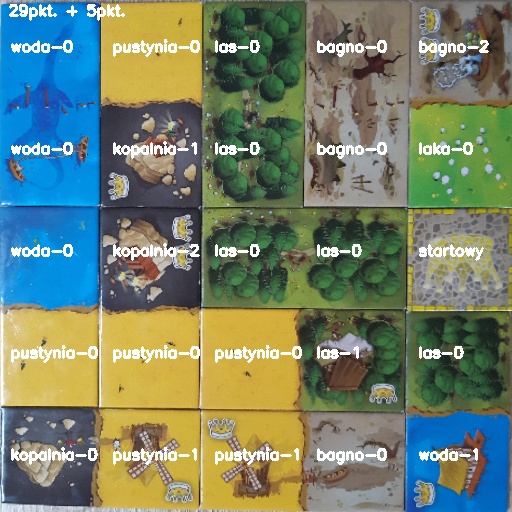 29pkt. + 5pkt.
woda-0 pustynia-0 las-0 bagno-0 bagno-2
woda-0 kopalnia-1 las-0 bagno-0 laka-0
woda-0 kopalnia-2 las-0 las-0 startowy
pustynia-0 pustynia-0 pustynia-0 las-1 las-0
kopalnia-0 pustynia-1 pustynia-1 bagno-0 woda-1